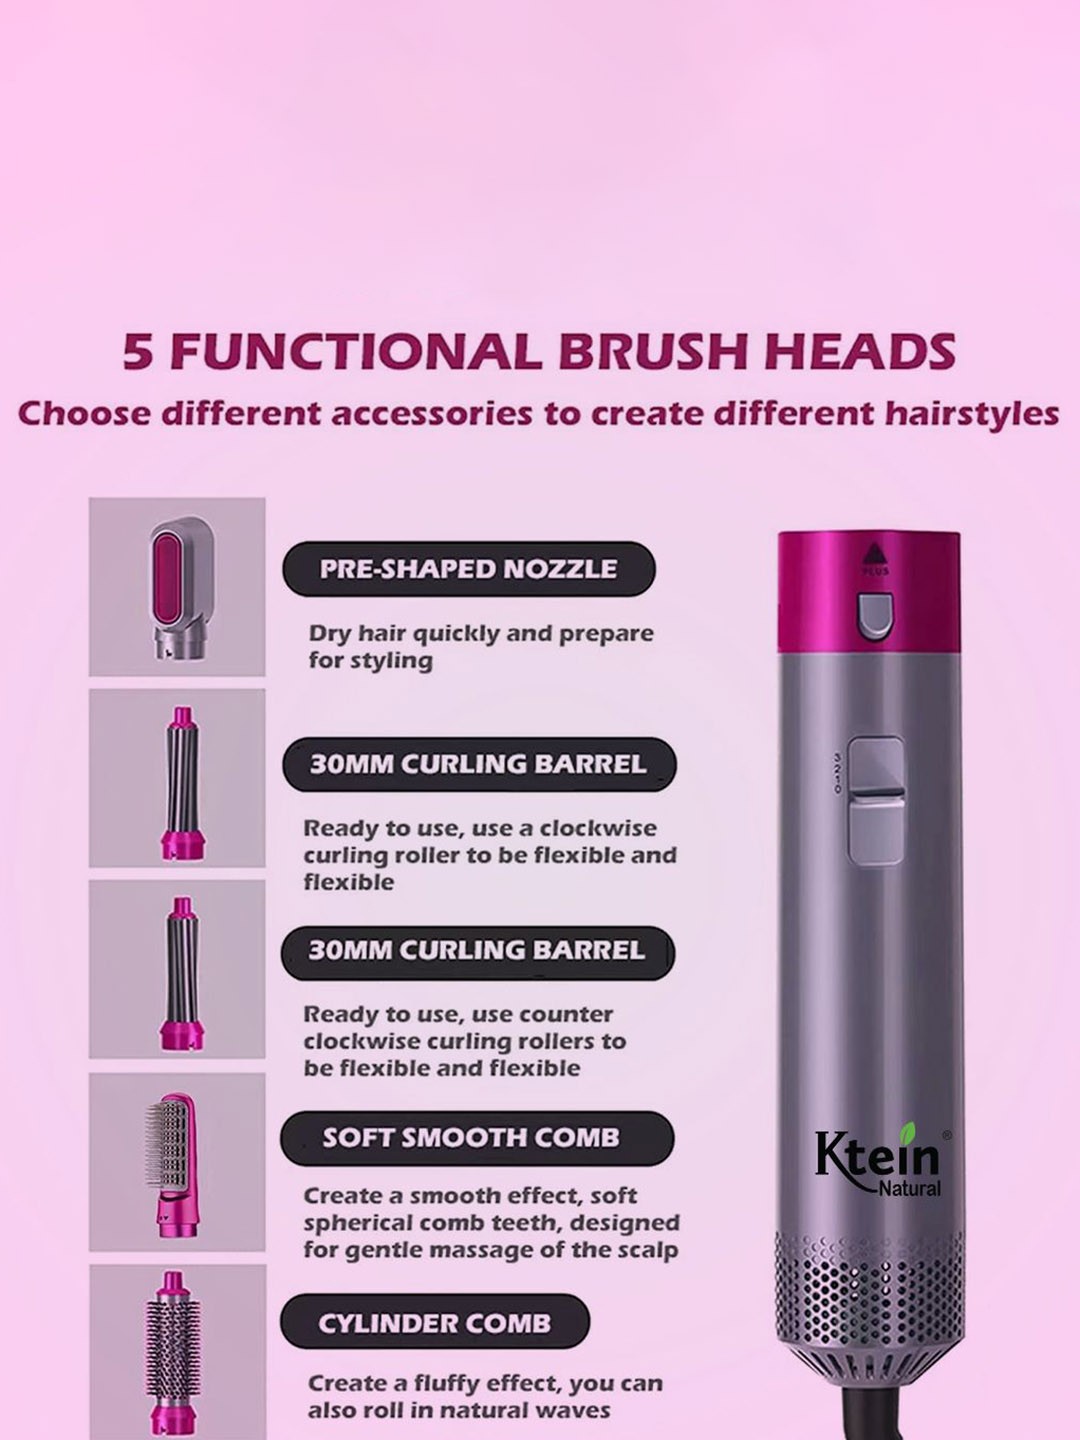 5 FUNCTIONAL BRUSH HEADS
Choose different accessories to create different hairstyles
PRE-SHAPED NOZZLE
Dry hair quickly and prepare
for styling
30MM CURLING BARREL
Ready to use, use a clockwise
curling roller to be flexible and
flexible
30MM CURLING BARREL
Ready to use, use counter
clockwise curling rollers to
be flexible and flexible
SOFT SMOOTH COMB
Create a smooth effect, soft
spherical comb teeth, designed
for gentle massage of the scalp
CYLINDER COMB
Create a fluffy effect, you can
also roll in natural waves
PLUS
3
2
1
0
Ktein®
Natural